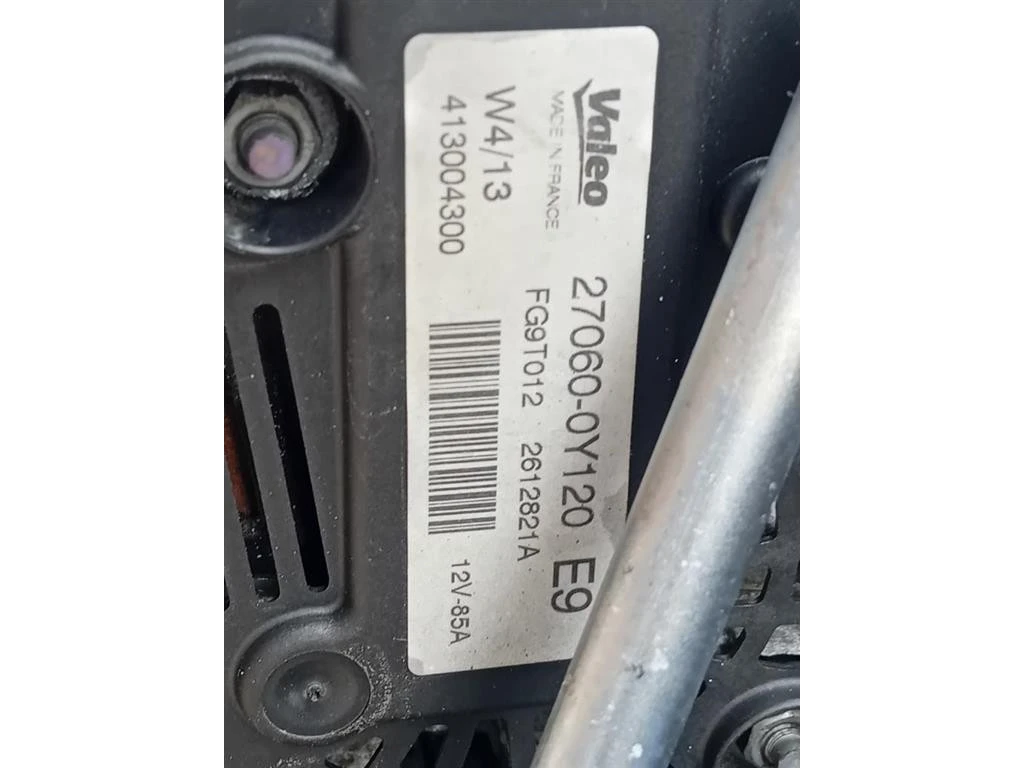 Valeo
MADE IN FRANCE
27060-0Y120 E9
FG9T012 2612821A
W4/13
413004300
12V-85A